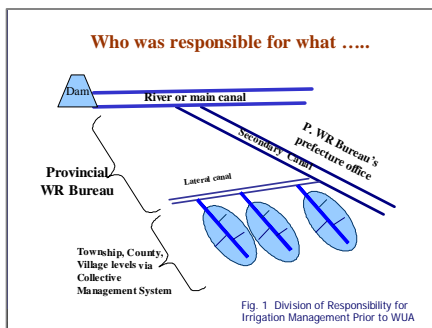 Who was responsible for what …..
Dam
River or main canal
P. WR Bureau's
prefecture office
Secondary Canal
Provincial
WR Bureau
Lateral canal
Township, County,
Village levels via
Collective
Management System
Fig. 1 Division of Responsibility for
Irrigation Management Prior to WUA